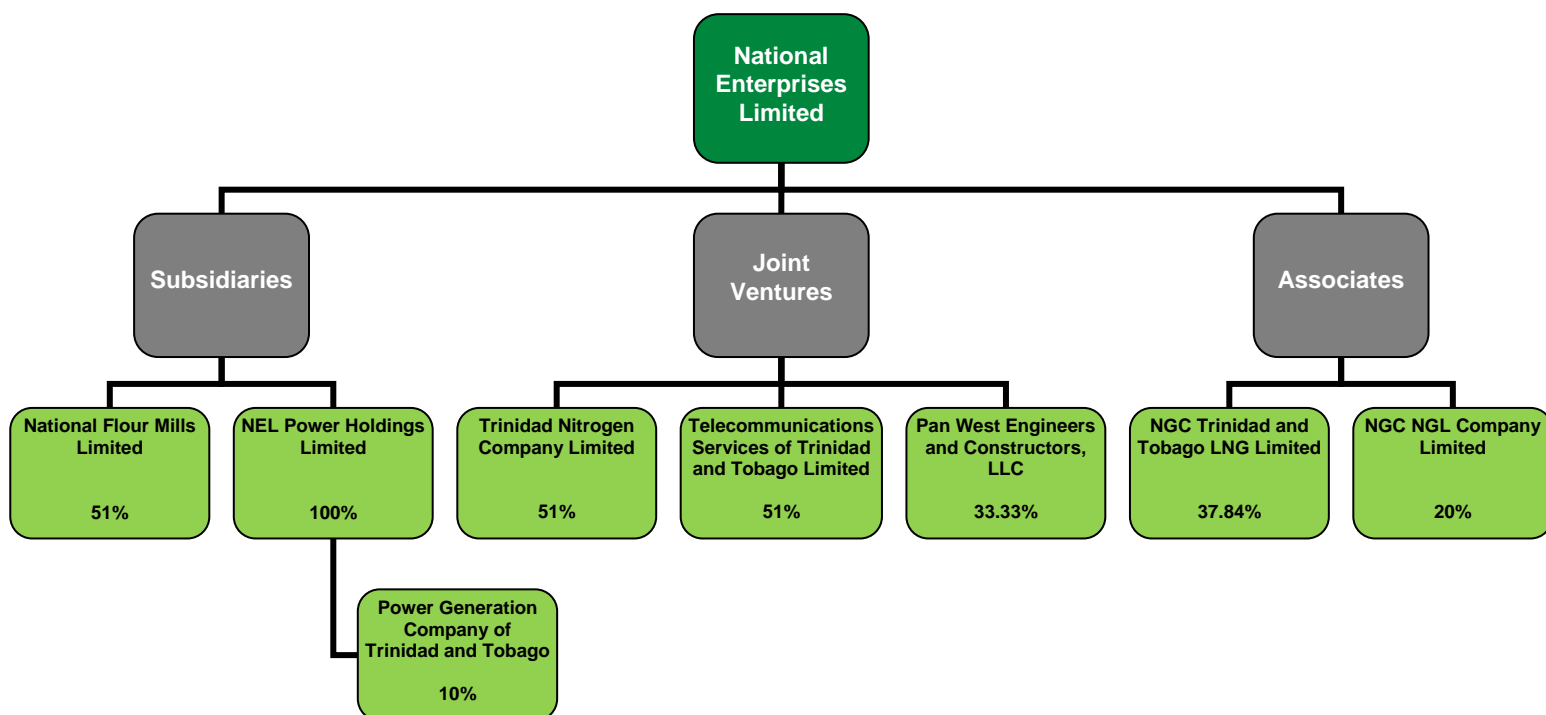 National
Enterprises
Limited
Subsidiaries
Joint
Ventures
Associates
National Flour Mills
Limited
51%
NEL Power Holdings
Limited
100%
Trinidad Nitrogen
Company Limited
51%
Telecommunications
Services of Trinidad
and Tobago Limited
51%
Pan West Engineers
and Constructors,
LLC
33.33%
NGC Trinidad and
Tobago LNG Limited
37.84%
NGC NGL Company
Limited
20%
Power Generation
Company of
Trinidad and Tobago
10%